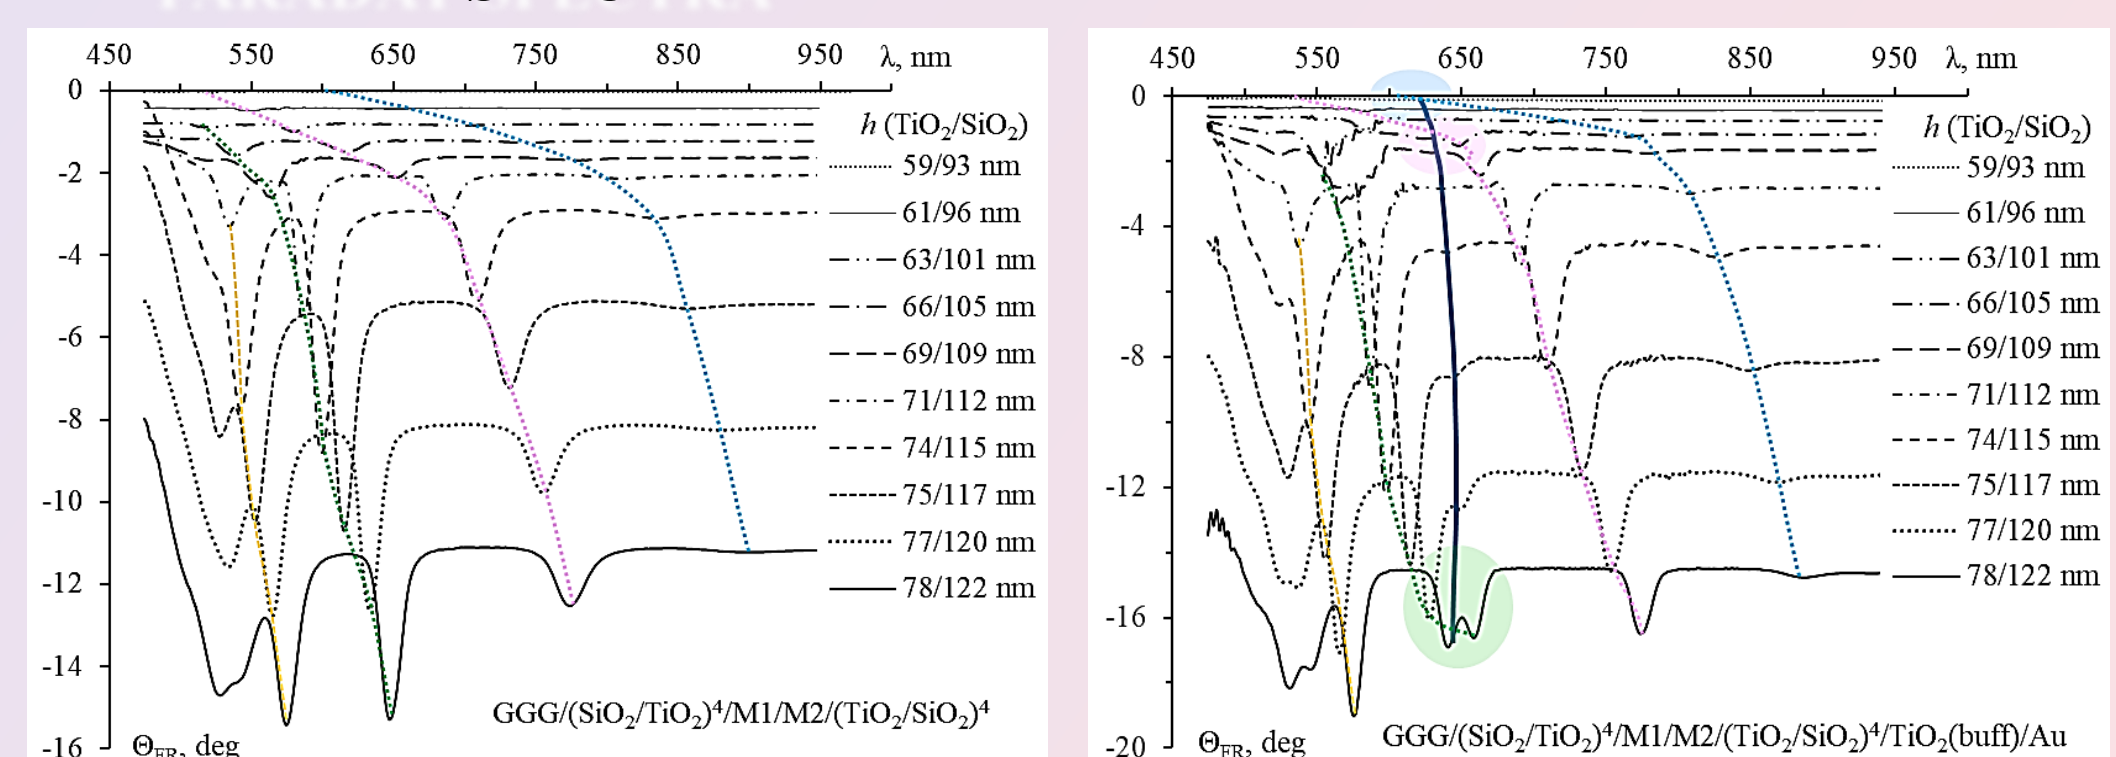 450 550 650 750 850 950 λ, nm
0
-2
-4
-6
-8
-10
-12
-14
-16
h (TiO₂/SiO₂)
59/93 nm
61/96 nm
63/101 nm
66/105 nm
69/109 nm
71/112 nm
74/115 nm
75/117 nm
77/120 nm
78/122 nm
GGG/(SiO₂/TiO₂)⁴/M1/M2/(TiO₂/SiO₂)⁴
Θ_FR, deg
450 550 650 750 850 950 λ, nm
0
-4
-8
-12
-16
-20
h (TiO₂/SiO₂)
59/93 nm
61/96 nm
63/101 nm
66/105 nm
69/109 nm
71/112 nm
74/115 nm
75/117 nm
77/120 nm
78/122 nm
GGG/(SiO₂/TiO₂)⁴/M1/M2/(TiO₂/SiO₂)⁴/TiO₂(buff)/Au
Θ_FR, deg